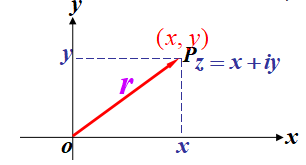 y
(x, y)
y P z = x + iy
r
o x x